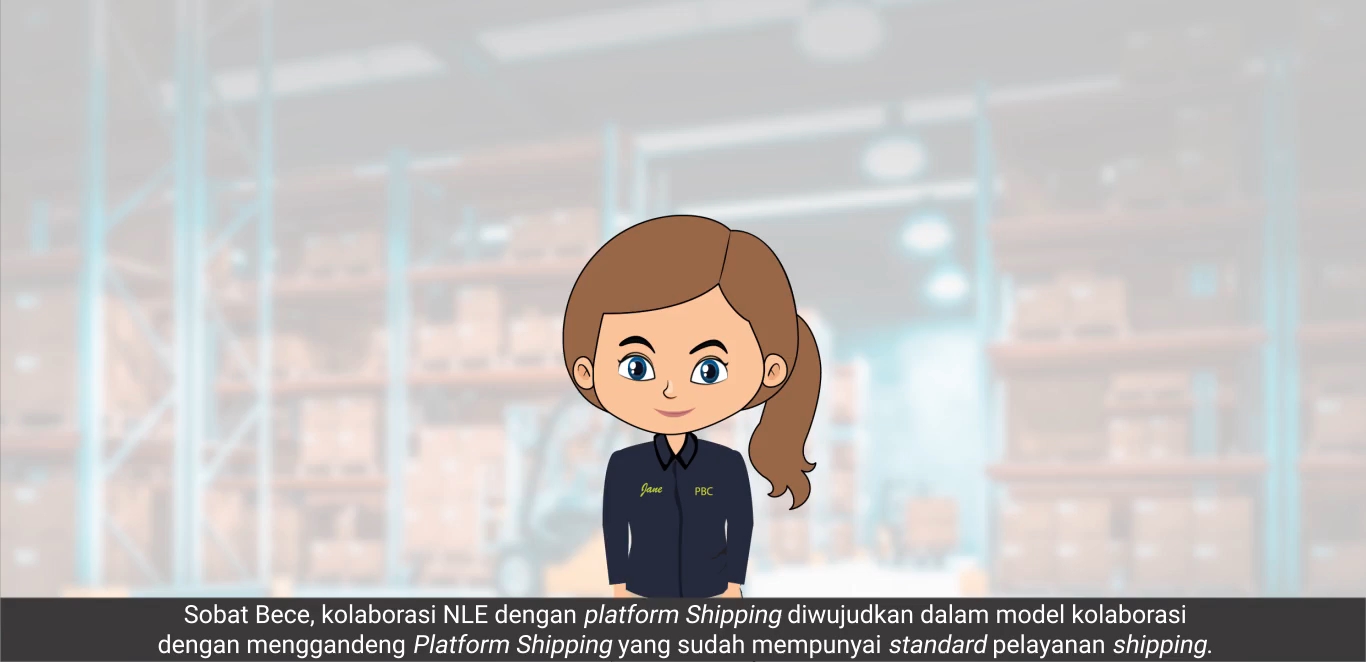 Jane PBC
Sobat Bece, kolaborasi NLE dengan platform Shipping diwujudkan dalam model kolaborasi
dengan menggandeng Platform Shipping yang sudah mempunyai standard pelayanan shipping.